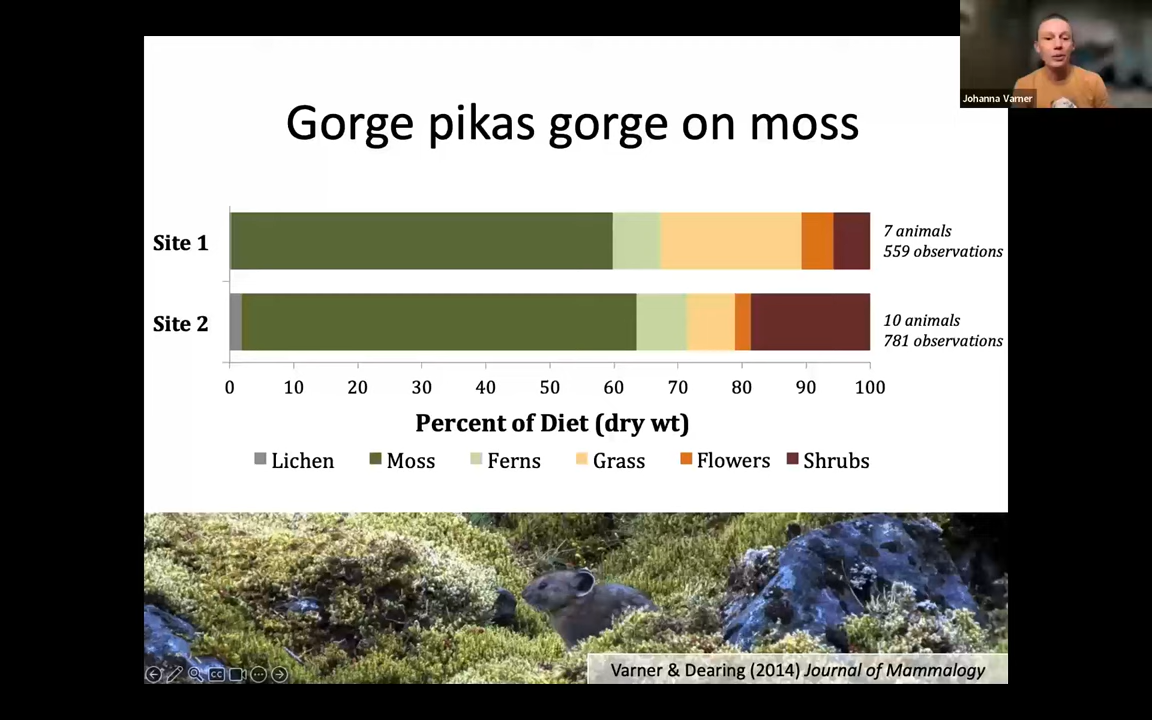 Johanna Varner
Gorge pikas gorge on moss
Site 1
7 animals
559 observations
Site 2
10 animals
781 observations
0 10 20 30 40 50 60 70 80 90 100
Percent of Diet (dry wt)
Lichen Moss Ferns Grass Flowers Shrubs
Varner & Dearing (2014) Journal of Mammalogy
CC